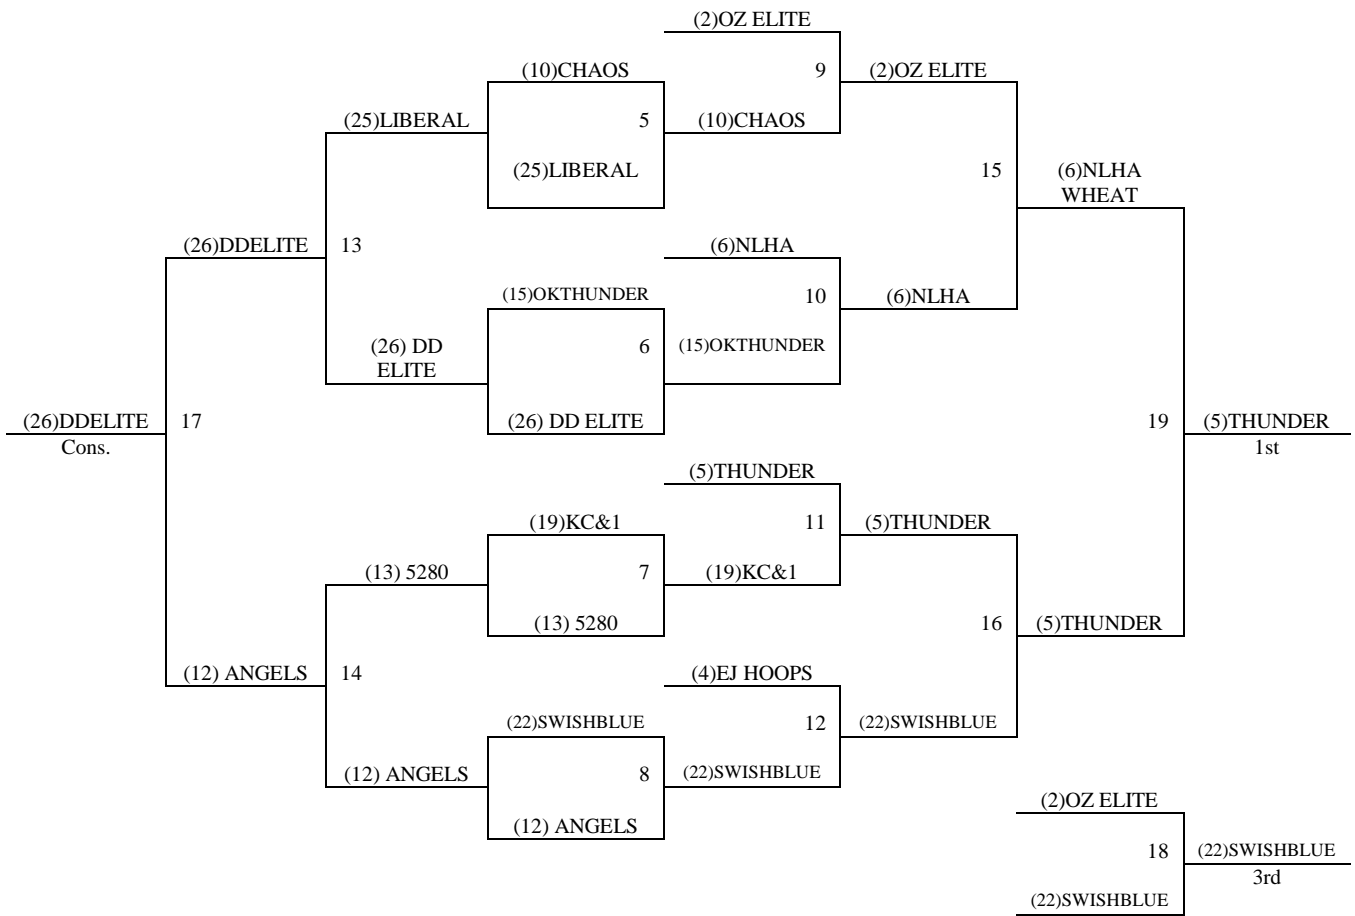 (2)OZ ELITE
(10)CHAOS
9
(2)OZ ELITE
(25)LIBERAL
5
(10)CHAOS
(25)LIBERAL
15
(6)NLHA
WHEAT
(26)DDELITE
13
(6)NLHA
(15)OKTHUNDER
10
(6)NLHA
(26) DD
ELITE
6
(15)OKTHUNDER
(26)DDELITE
Cons.
17
(26) DD ELITE
19
(5)THUNDER
1st
(5)THUNDER
(19)KC&1
11
(5)THUNDER
(13) 5280
7
(19)KC&1
(13) 5280
16
(5)THUNDER
(12) ANGELS
14
(4)EJ HOOPS
(22)SWISHBLUE
12
(22)SWISHBLUE
(12) ANGELS
8
(22)SWISHBLUE
(12) ANGELS
(2)OZ ELITE
18
(22)SWISHBLUE
3rd
(22)SWISHBLUE